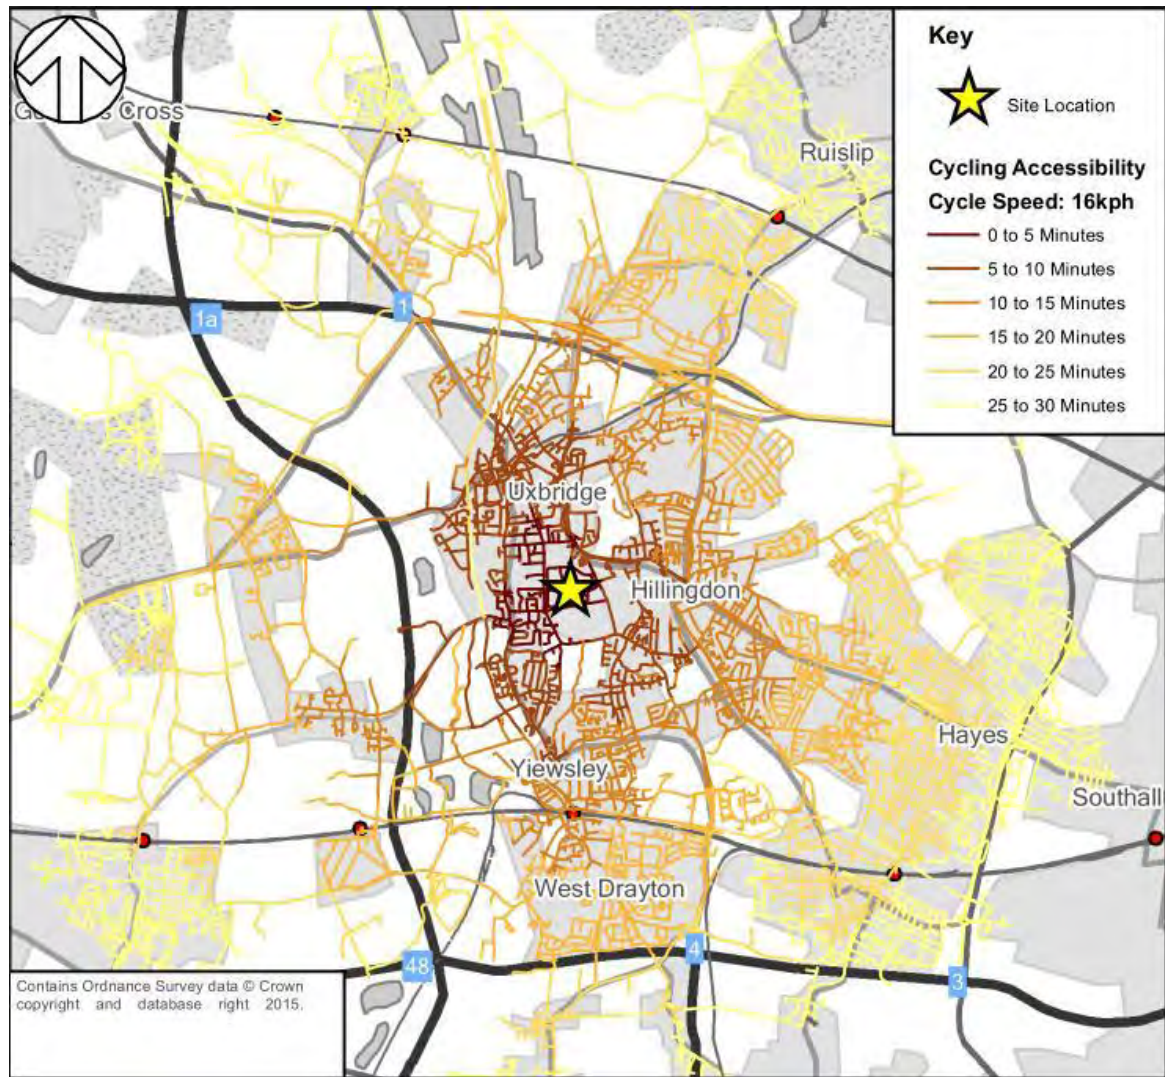 Key
Site Location
Cycling Accessibility
Cycle Speed: 16kph
0 to 5 Minutes
5 to 10 Minutes
10 to 15 Minutes
15 to 20 Minutes
20 to 25 Minutes
25 to 30 Minutes
Cross
Ruislip
1
1a
Uxbridge
Hillingdon
Hayes
Yiewsley
Southall
West Drayton
4
48
3
Contains Ordnance Survey data © Crown
copyright and database right 2015.